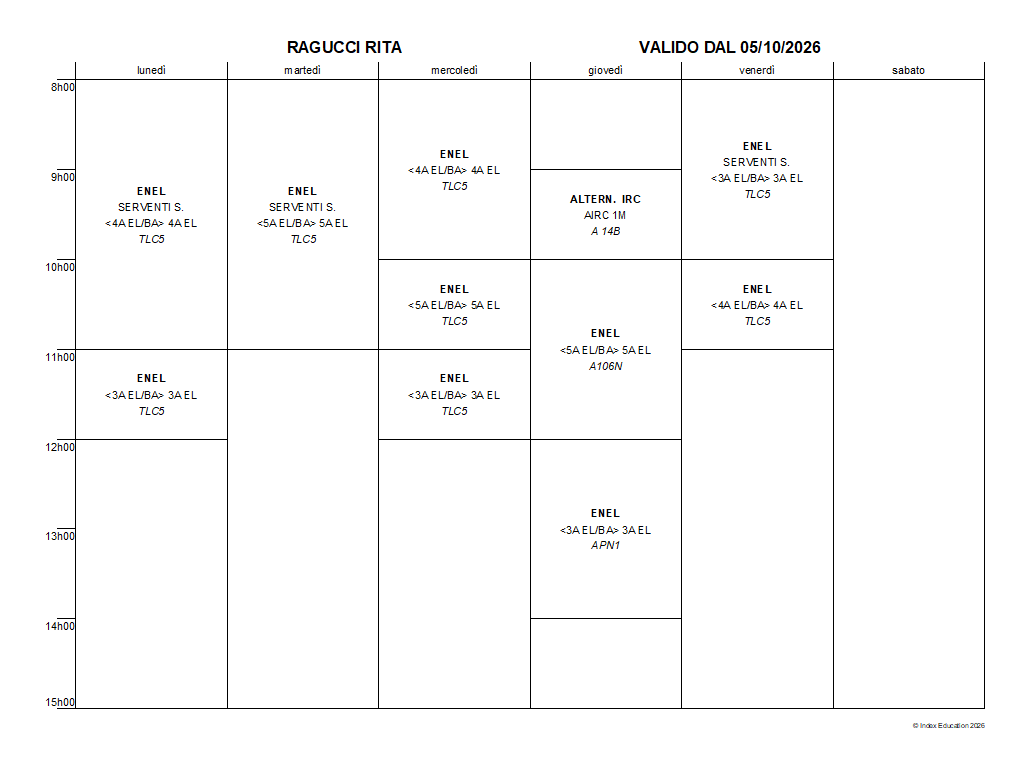 RAGUCCI RITA
VALIDO DAL 05/10/2026
lunedì
martedì
mercoledì
giovedì
venerdì
sabato
8h00
9h00
10h00
11h00
12h00
13h00
14h00
15h00
ENEL
SERVENTI S.
<4A EL/BA> 4A EL
TLC5
ENEL
<3A EL/BA> 3A EL
TLC5
ENEL
SERVENTI S.
<5A EL/BA> 5A EL
TLC5
ENEL
<4A EL/BA> 4A EL
TLC5
ENEL
<5A EL/BA> 5A EL
TLC5
ENEL
<3A EL/BA> 3A EL
TLC5
ALTERN. IRC
AIRC 1M
A 14B
ENEL
<5A EL/BA> 5A EL
A106N
ENEL
<3A EL/BA> 3A EL
APN1
ENEL
SERVENTI S.
<3A EL/BA> 3A EL
TLC5
ENEL
<4A EL/BA> 4A EL
TLC5
© Index Education 2026